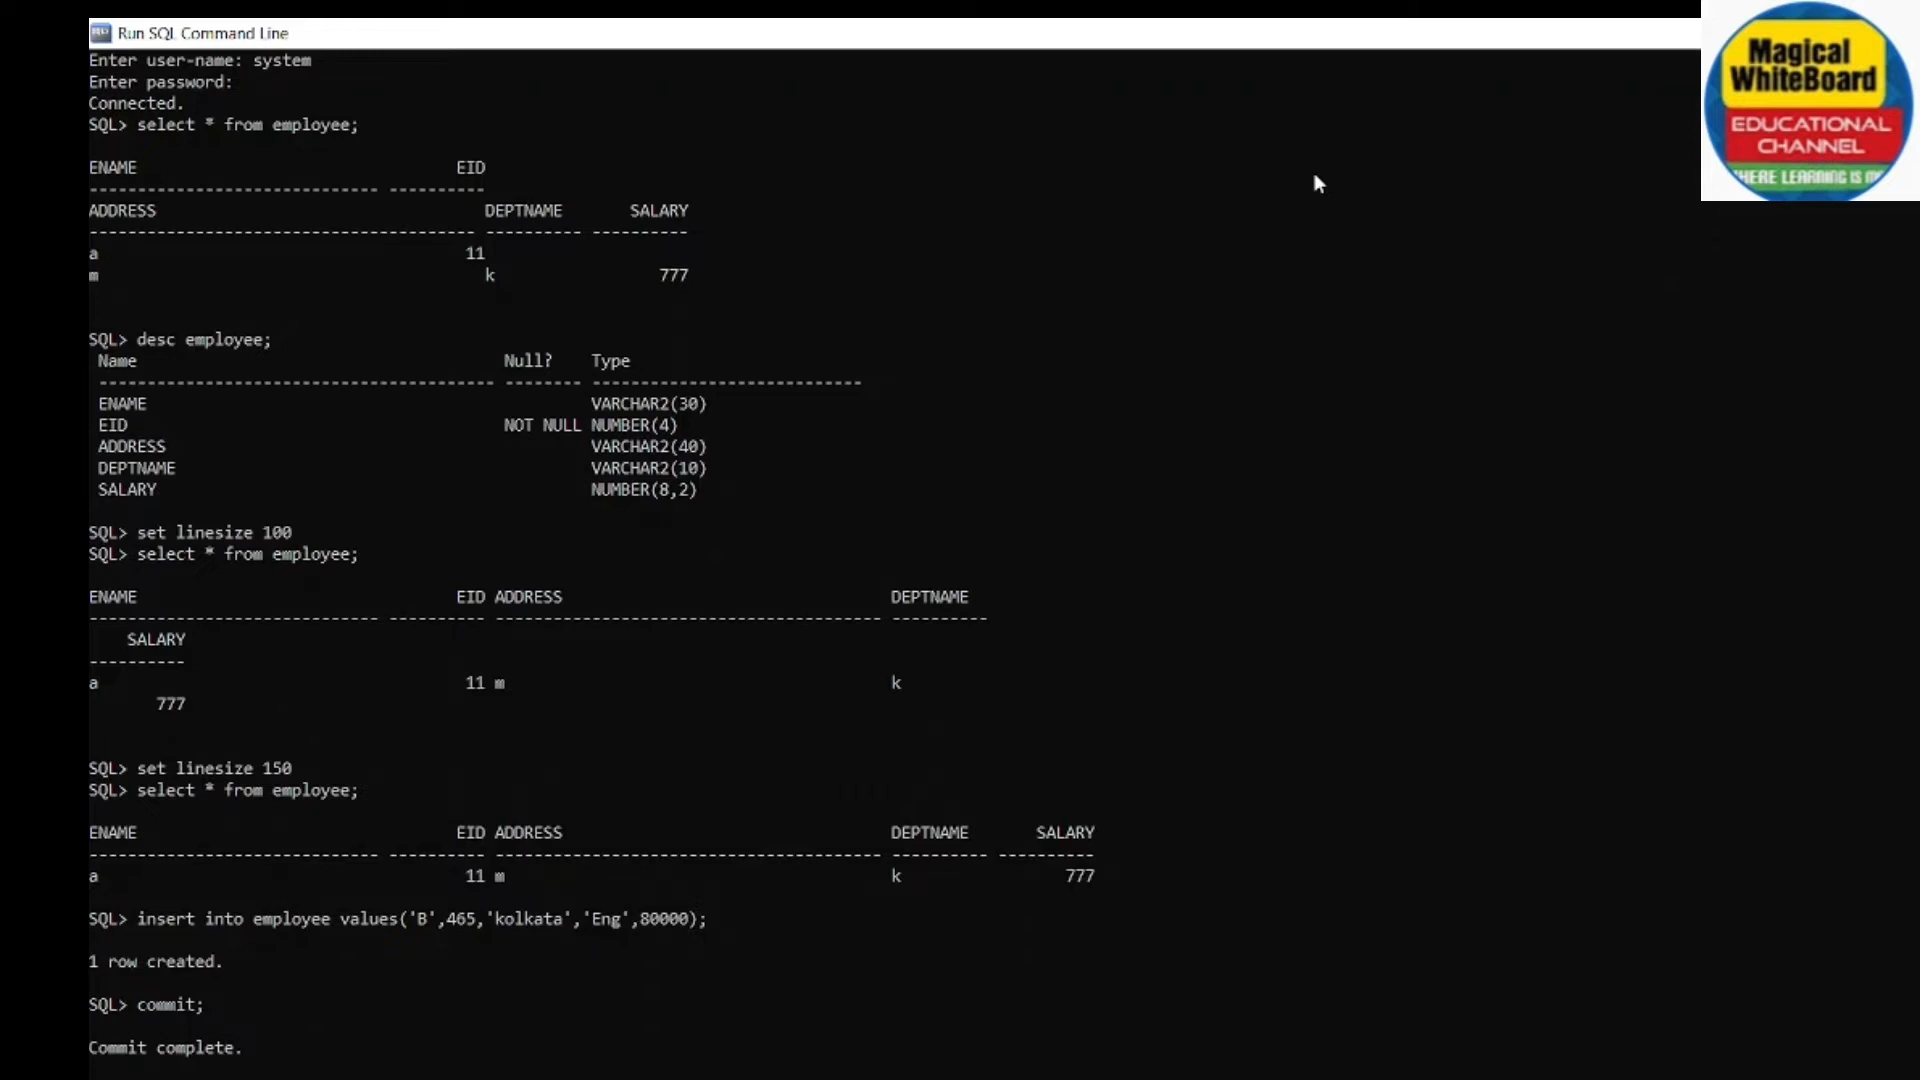 Run SQL Command Line
Enter user-name: system
Enter password:
Connected.
SQL> select * from employee;
ENAME                                 EID
------------------------------ ----------
ADDRESS                                  DEPTNAME       SALARY
---------------------------------------- ---------- ----------
a                                      11
m                                        k                 777
SQL> desc employee;
Name                                      Null?    Type
----------------------------------------- -------- ----------------------------
ENAME                                              VARCHAR2(30)
EID                                       NOT NULL NUMBER(4)
ADDRESS                                            VARCHAR2(40)
DEPTNAME                                           VARCHAR2(10)
SALARY                                             NUMBER(8,2)
SQL> set linesize 100
SQL> select * from employee;
ENAME                                 EID ADDRESS                                  DEPTNAME
------------------------------ ---------- ---------------------------------------- ----------
SALARY
----------
a                                      11 m                                        k
777
SQL> set linesize 150
SQL> select * from employee;
ENAME                                 EID ADDRESS                                  DEPTNAME       SALARY
------------------------------ ---------- ---------------------------------------- ---------- ----------
a                                      11 m                                        k                 777
SQL> insert into employee values('B',465,'kolkata','Eng',80000);
1 row created.
SQL> commit;
Commit complete.
Magical
WhiteBoard
EDUCATIONAL
CHANNEL
LEARNING IS